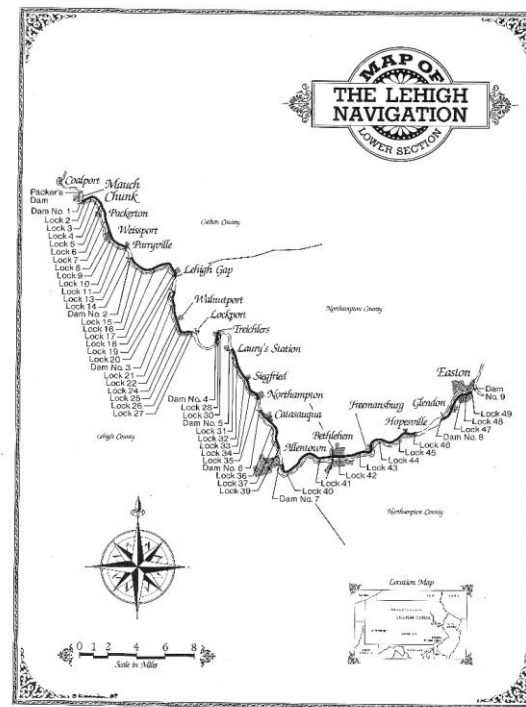 MAP OF
THE LEHIGH
NAVIGATION
LOWER SECTION
Coalport
Packer's
Dam
Mauch
Chunk
Dam No. 1
Lock 2
Lock 3
Lock 4
Lock 5
Lock 6
Lock 7
Lock 8
Lock 9
Lock 10
Lock 11
Lock 13
Lock 14
Dam No. 2
Lock 15
Lock 16
Lock 17
Lock 18
Lock 19
Lock 20
Dam No. 3
Lock 21
Lock 22
Lock 24
Lock 25
Lock 26
Lock 27
Packerton
Weissport
Parryville
Carbon County
Lehigh Gap
Walnutport
Lockport
Treichlers
Laury's Station
Northampton County
Siegfried
Northampton
Catasauqua
Dam No. 4
Lock 28
Lock 30
Dam No. 5
Lock 31
Lock 32
Lock 33
Lock 34
Lock 35
Dam No. 6
Lock 36
Lock 37
Lock 39
Lehigh County
Allentown
Bethlehem
Freemansburg
Hopesville
Glendon
Easton
Dam
No. 9
Lock 49
Lock 48
Lock 47
Dam No. 8
Lock 46
Lock 45
Lock 44
Lock 43
Lock 42
Lock 41
Lock 40
Dam No. 7
Northampton County
Location Map
LEHIGH CANAL
0 1 2 4 6 8
Scale in Miles